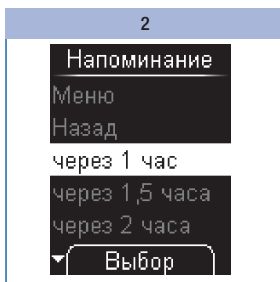 2
Напоминание
Меню
Назад
через 1 час
через 1,5 часа
через 2 часа
Выбор